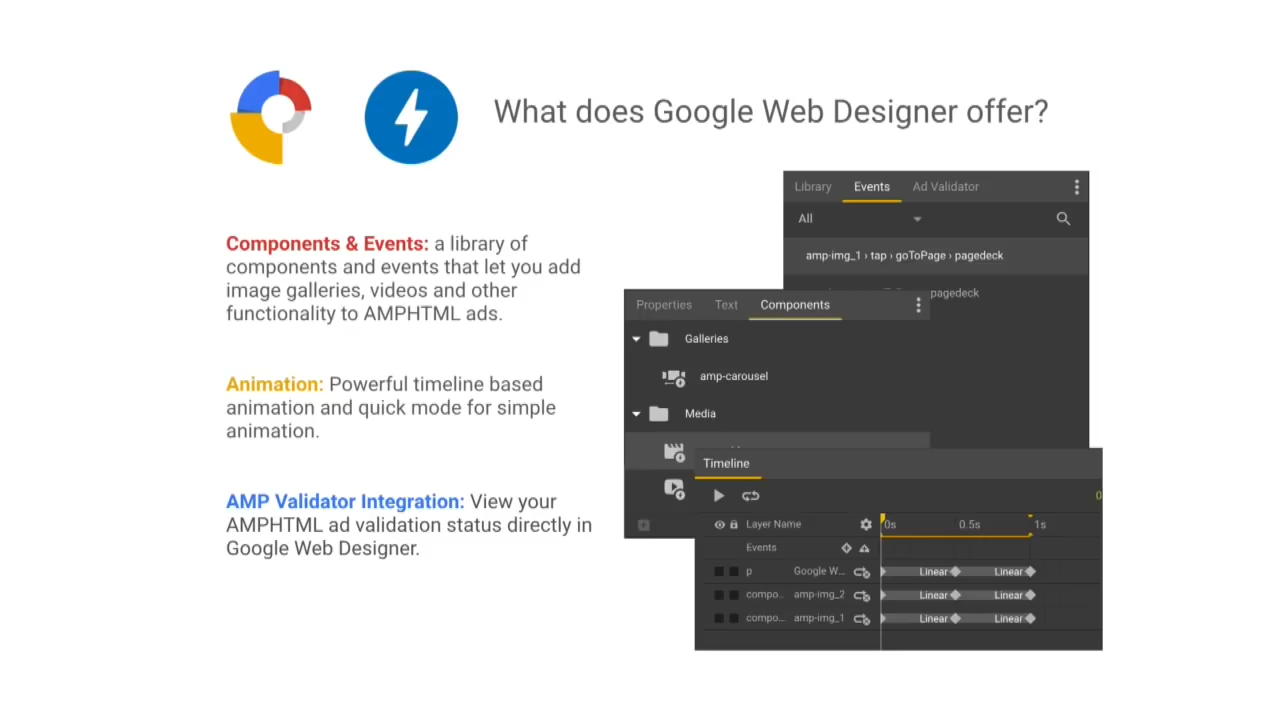 What does Google Web Designer offer?
Components & Events: a library of
components and events that let you add
image galleries, videos and other
functionality to AMPHTML ads.
Animation: Powerful timeline based
animation and quick mode for simple
animation.
AMP Validator Integration: View your
AMPHTML ad validation status directly in
Google Web Designer.
Library Events Ad Validator
All
amp-img_1 › tap › goToPage › pagedeck
pagedeck
Properties Text Components
Galleries
amp-carousel
Media
Timeline
0
Layer Name 0s 0.5s 1s
Events
p Google W... Linear Linear
compo... amp-img_2 Linear Linear
compo... amp-img_1 Linear Linear